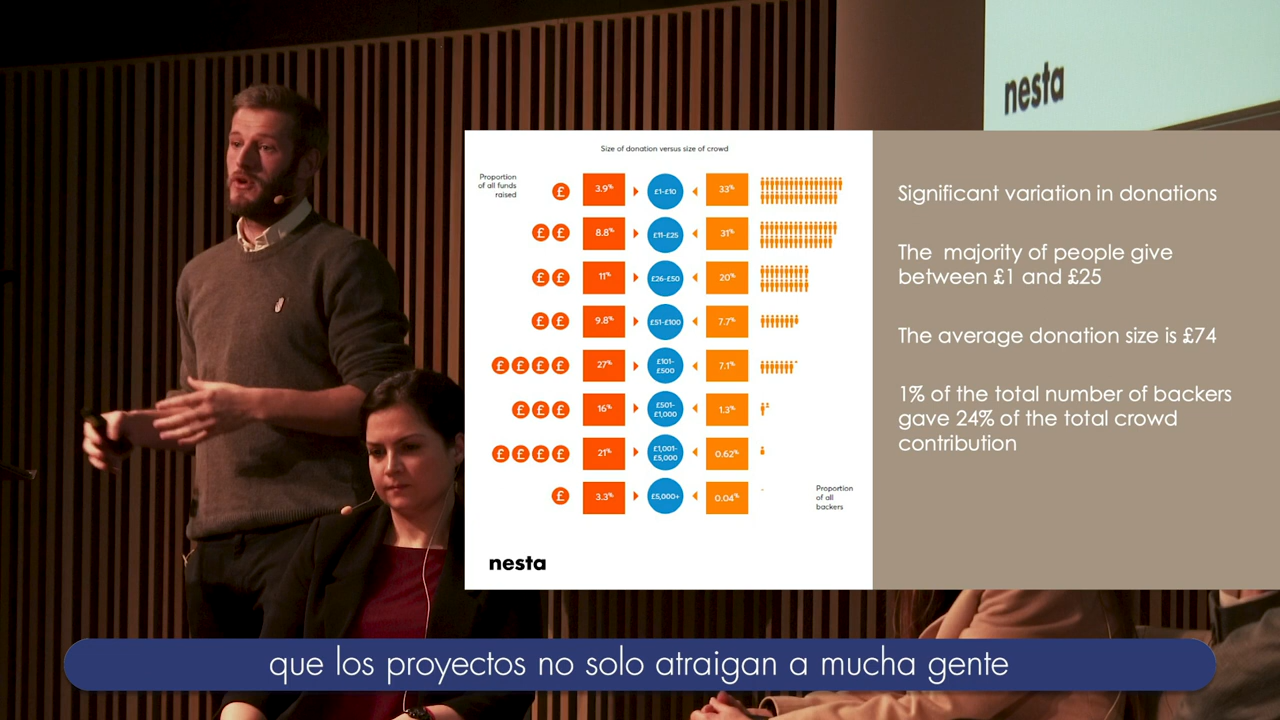 nesta
Size of donation versus size of crowd
Proportion
of all funds
raised
£ 3.9% £1-£10 33%
£ £ 8.8% £11-£25 31%
£ £ 11% £26-£50 20%
£ £ 9.8% £51-£100 7.7%
£ £ £ £ 27% £101-
£500 7.1%
£ £ £ 16% £501-
£1,000 1.3%
£ £ £ £ 21% £1,001-
£5,000 0.62%
£ 3.3% £5,000+ 0.04%
Proportion
of all
backers
nesta
Significant variation in donations
The majority of people give
between £1 and £25
The average donation size is £74
1% of the total number of backers
gave 24% of the total crowd
contribution
que los proyectos no solo atraigan a mucha gente